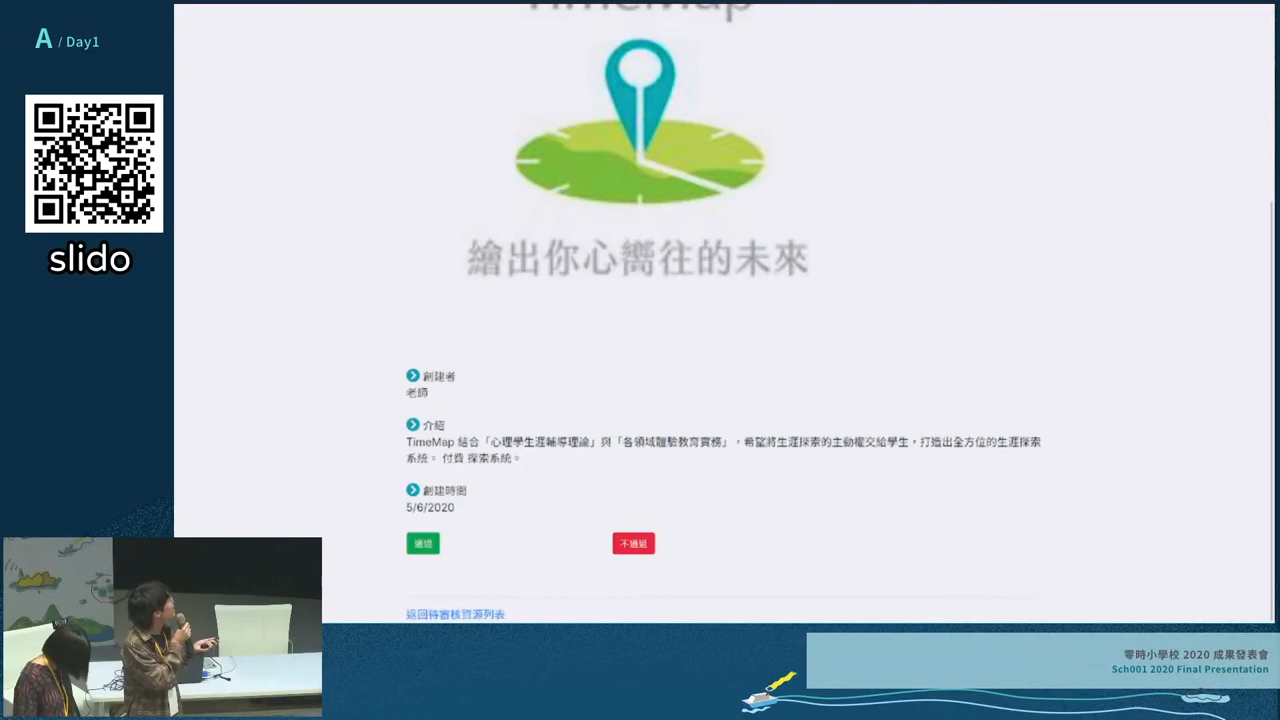 A / Day1
slido
TimeMap
繪出你心嚮往的未來
創建者
老師
介紹
TimeMap 結合「心理學生涯輔導理論」與「各領域體驗教育實務」，希望將生涯探索的主動權交給學生，打造出全方位的生涯探索
系統。 付費 探索系統。
創建時間
5/6/2020
通過
不通過
返回待審核資源列表
零時小學校 2020 成果發表會
Sch001 2020 Final Presentation